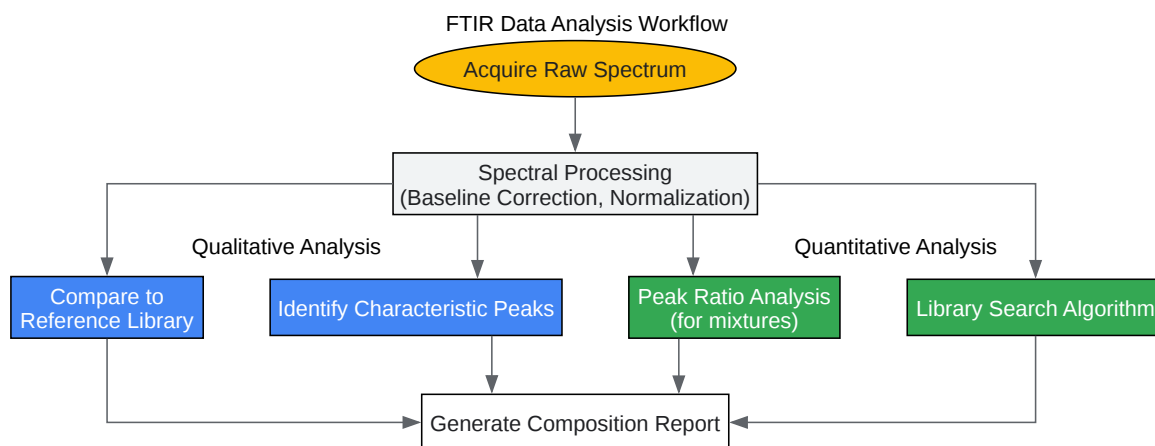 FTIR Data Analysis Workflow
Acquire Raw Spectrum
Spectral Processing
(Baseline Correction, Normalization)
Qualitative Analysis
Quantitative Analysis
Compare to
Reference Library
Identify Characteristic Peaks
Peak Ratio Analysis
(for mixtures)
Library Search Algorithm
Generate Composition Report